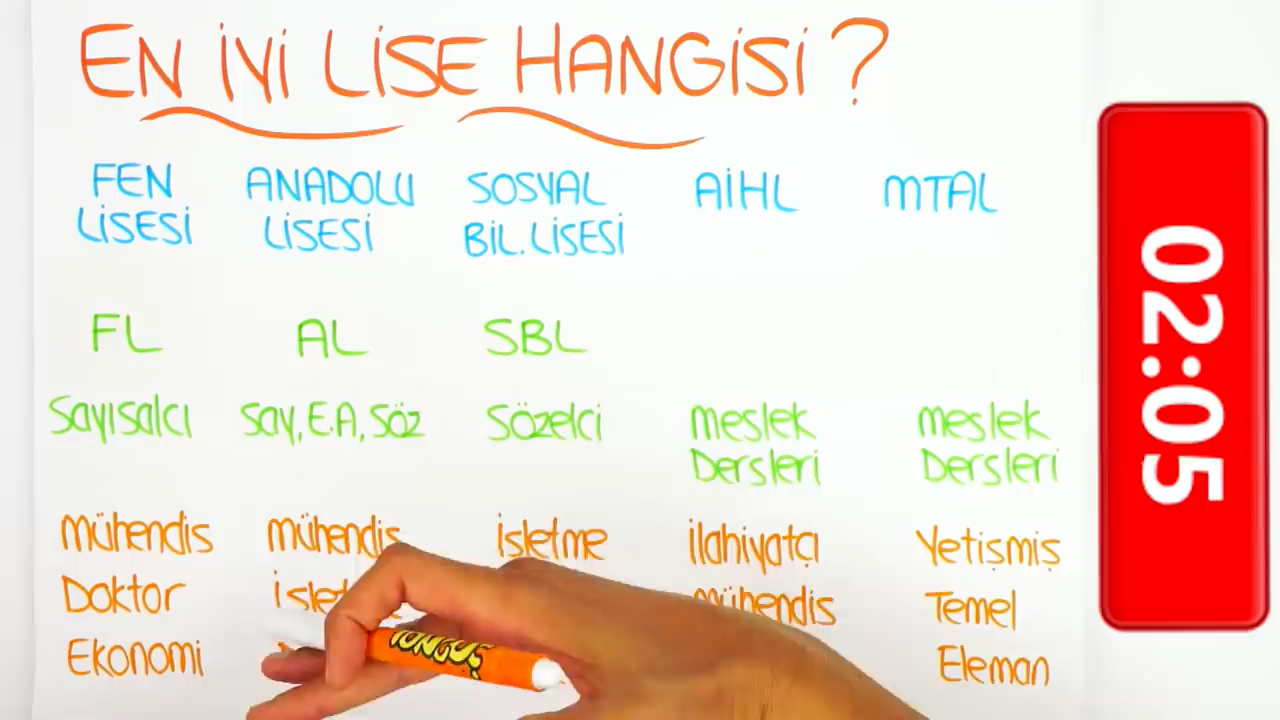 EN İYİ LİSE HANGİSİ ?
FEN LİSESİ
ANADOLU LİSESİ
SOSYAL BİL. LİSESİ
AİHL
MTAL
FL
AL
SBL
Sayısalcı
Say, E.A, Söz
Sözelci
meslek Dersleri
meslek Dersleri
mühendis
mühendis
işletme
ilahiyatçı
Yetişmiş
Doktor
mühendis
Temel
Ekonomi
Eleman
02:05